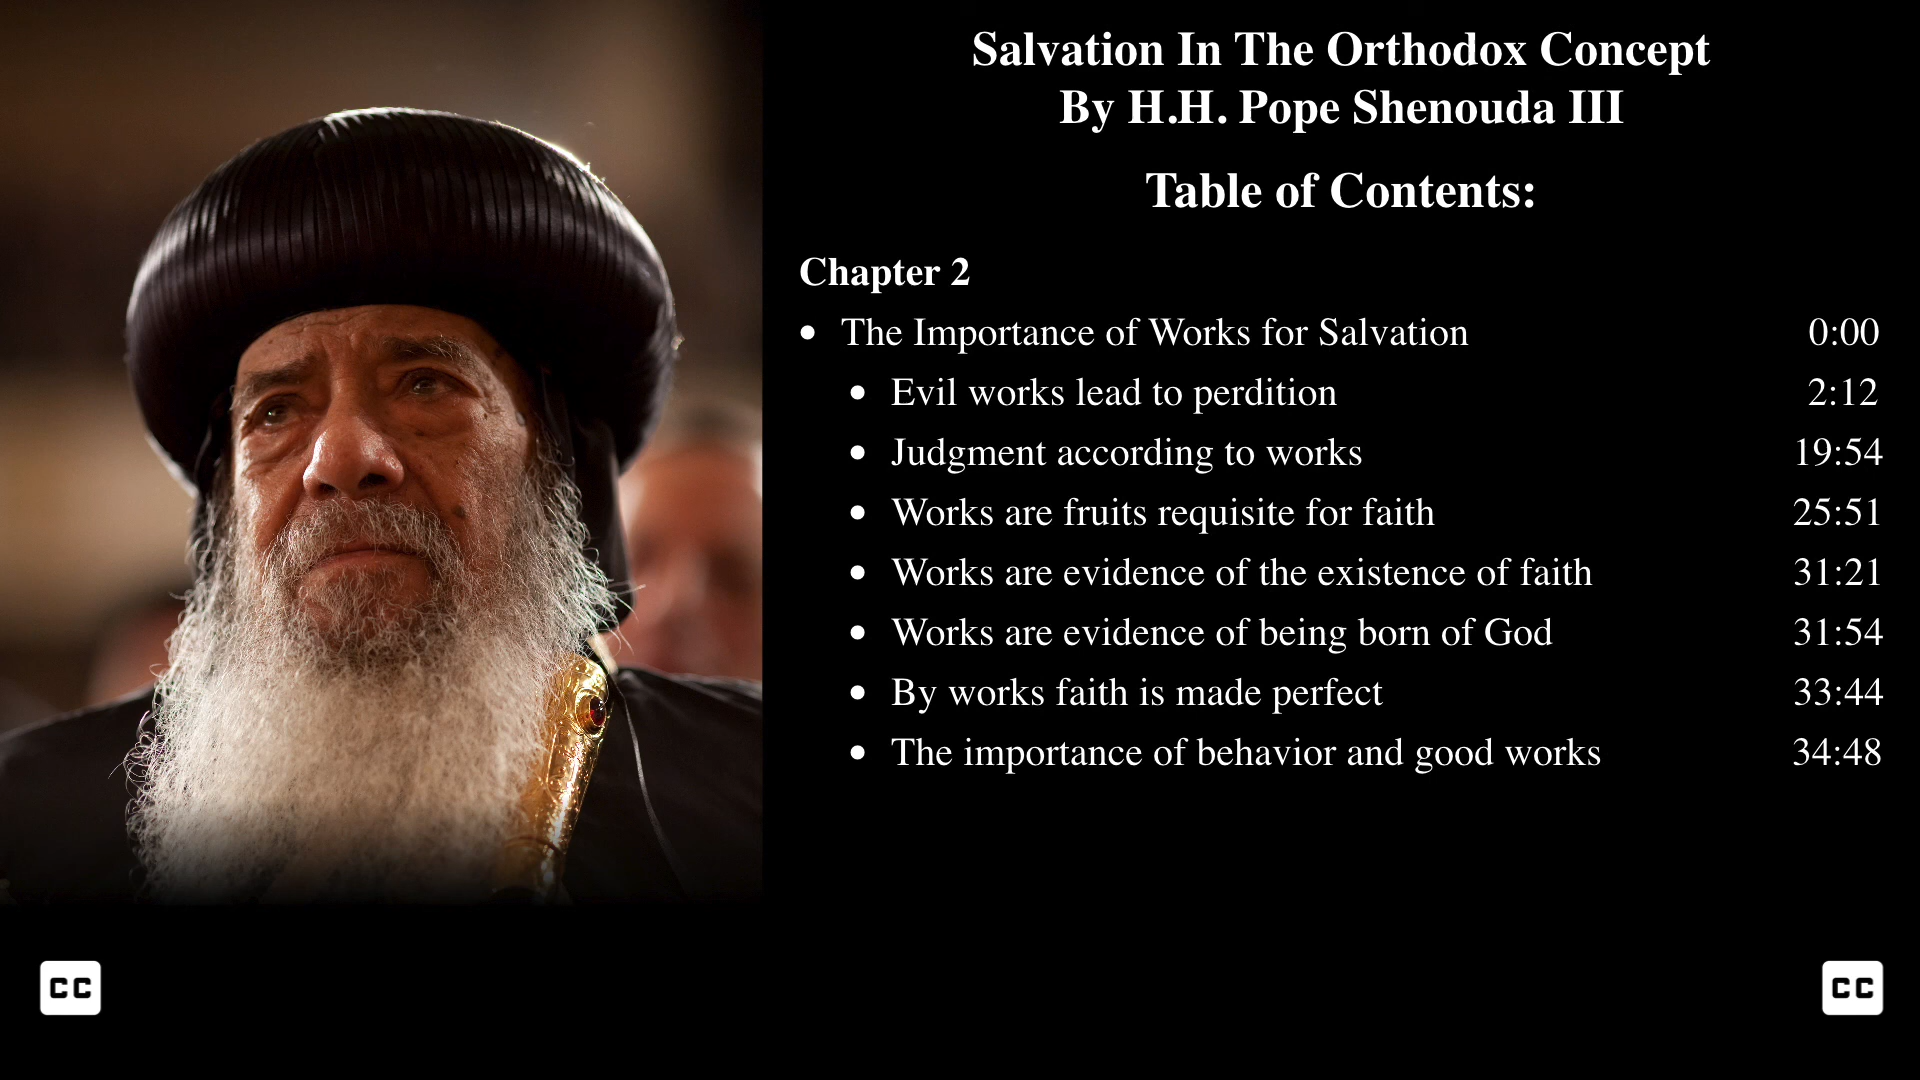 Salvation In The Orthodox Concept
By H.H. Pope Shenouda III
Table of Contents:
Chapter 2
• The Importance of Works for Salvation 0:00
• Evil works lead to perdition 2:12
• Judgment according to works 19:54
• Works are fruits requisite for faith 25:51
• Works are evidence of the existence of faith 31:21
• Works are evidence of being born of God 31:54
• By works faith is made perfect 33:44
• The importance of behavior and good works 34:48
CC CC